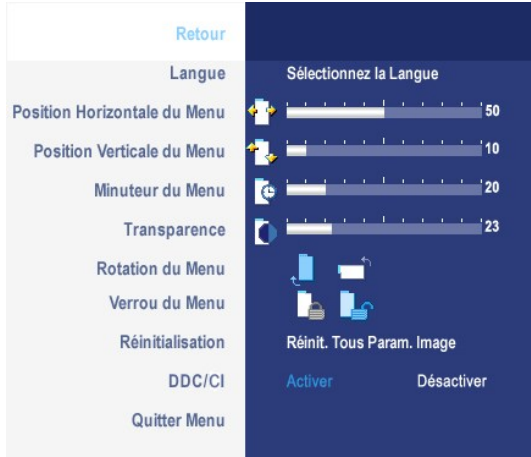 Retour
Langue Sélectionnez la Langue
Position Horizontale du Menu 50
Position Verticale du Menu 10
Minuteur du Menu 20
Transparence 23
Rotation du Menu
Verrou du Menu
Réinitialisation Réinit. Tous Param. Image
DDC/CI Activer Désactiver
Quitter Menu